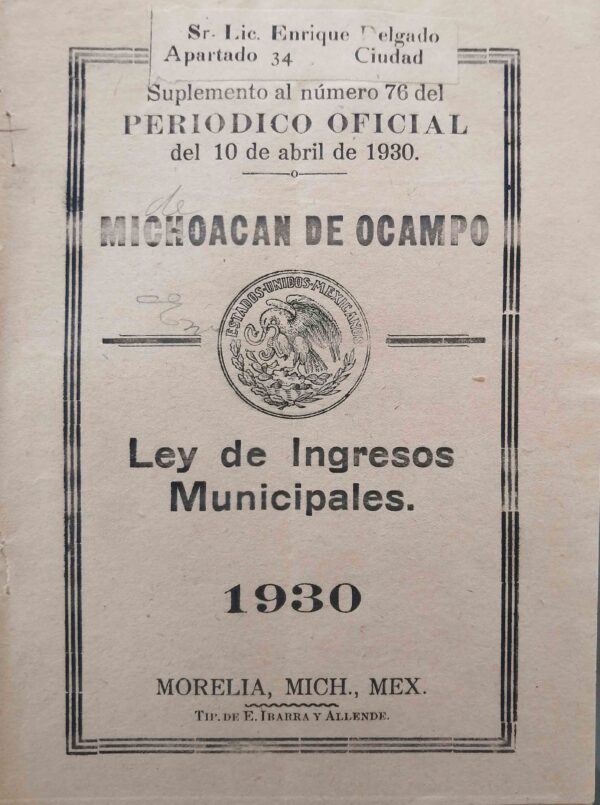 Sr. Lic. Enrique Delgado
Apartado 34 Ciudad
Suplemento al número 76 del
PERIODICO OFICIAL
del 10 de abril de 1930.
de
MICHOACAN DE OCAMPO
ESTADOS·UNIDOS·MEXICANOS
Ley de Ingresos
Municipales.
1930
MORELIA, MICH., MEX.
TIP. DE E. IBARRA Y ALLENDE.